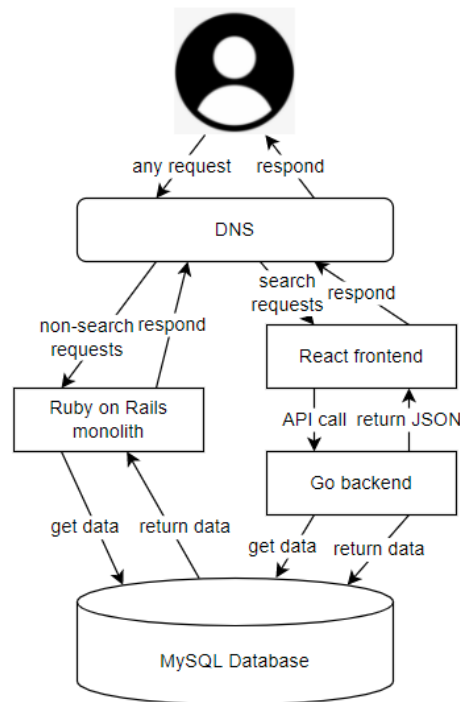 any request
respond
DNS
search
requests
respond
non-search
requests
respond
React frontend
Ruby on Rails
monolith
API call
return JSON
Go backend
get data
return data
get data
return data
MySQL Database